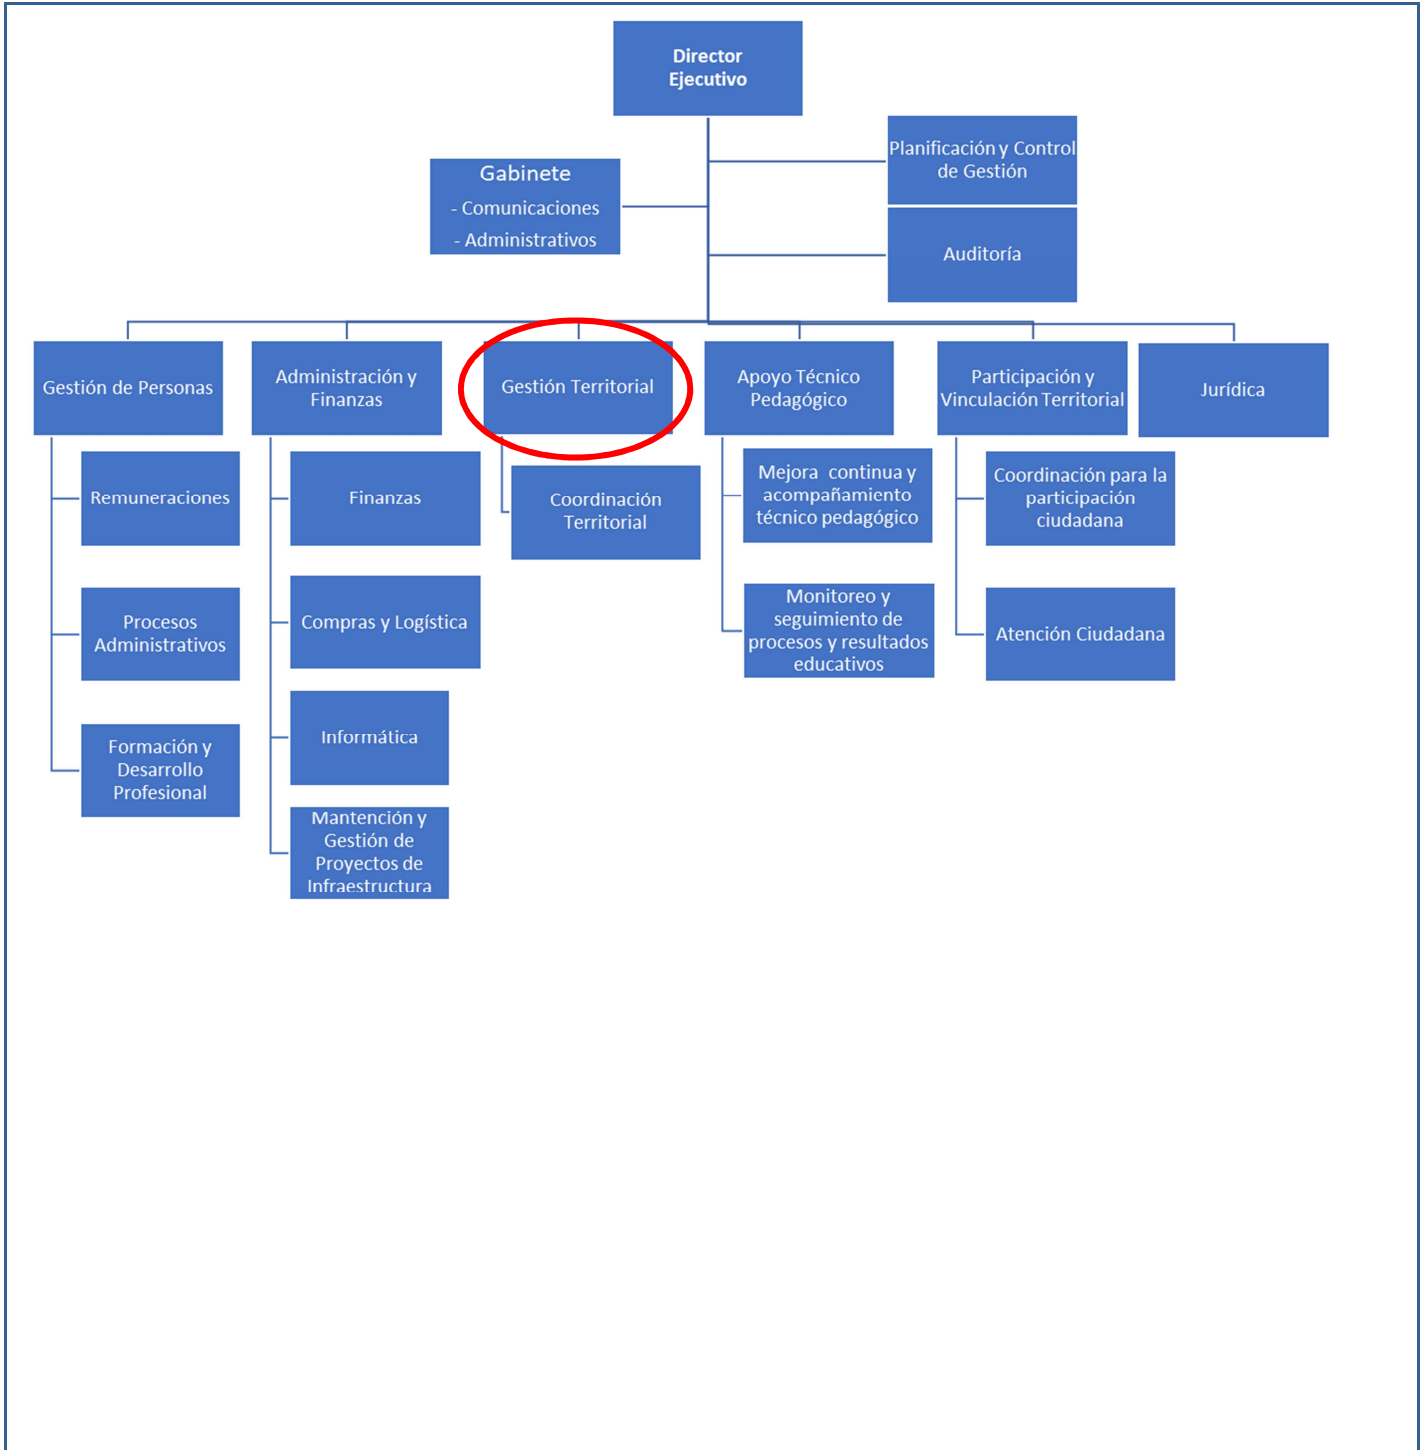 Director
Ejecutivo
Planificación y Control
de Gestión
Gabinete
- Comunicaciones
- Administrativos
Auditoría
Gestión de Personas
Administración y
Finanzas
Gestión Territorial
Apoyo Técnico
Pedagógico
Participación y
Vinculación Territorial
Jurídica
Remuneraciones
Procesos
Administrativos
Formación y
Desarrollo
Profesional
Finanzas
Compras y Logística
Informática
Mantención y
Gestión de
Proyectos de
Infraestructura
Coordinación
Territorial
Mejora  continua y
acompañamiento
técnico pedagógico
Monitoreo y
seguimiento de
procesos y resultados
educativos
Coordinación para la
participación
ciudadana
Atención Ciudadana